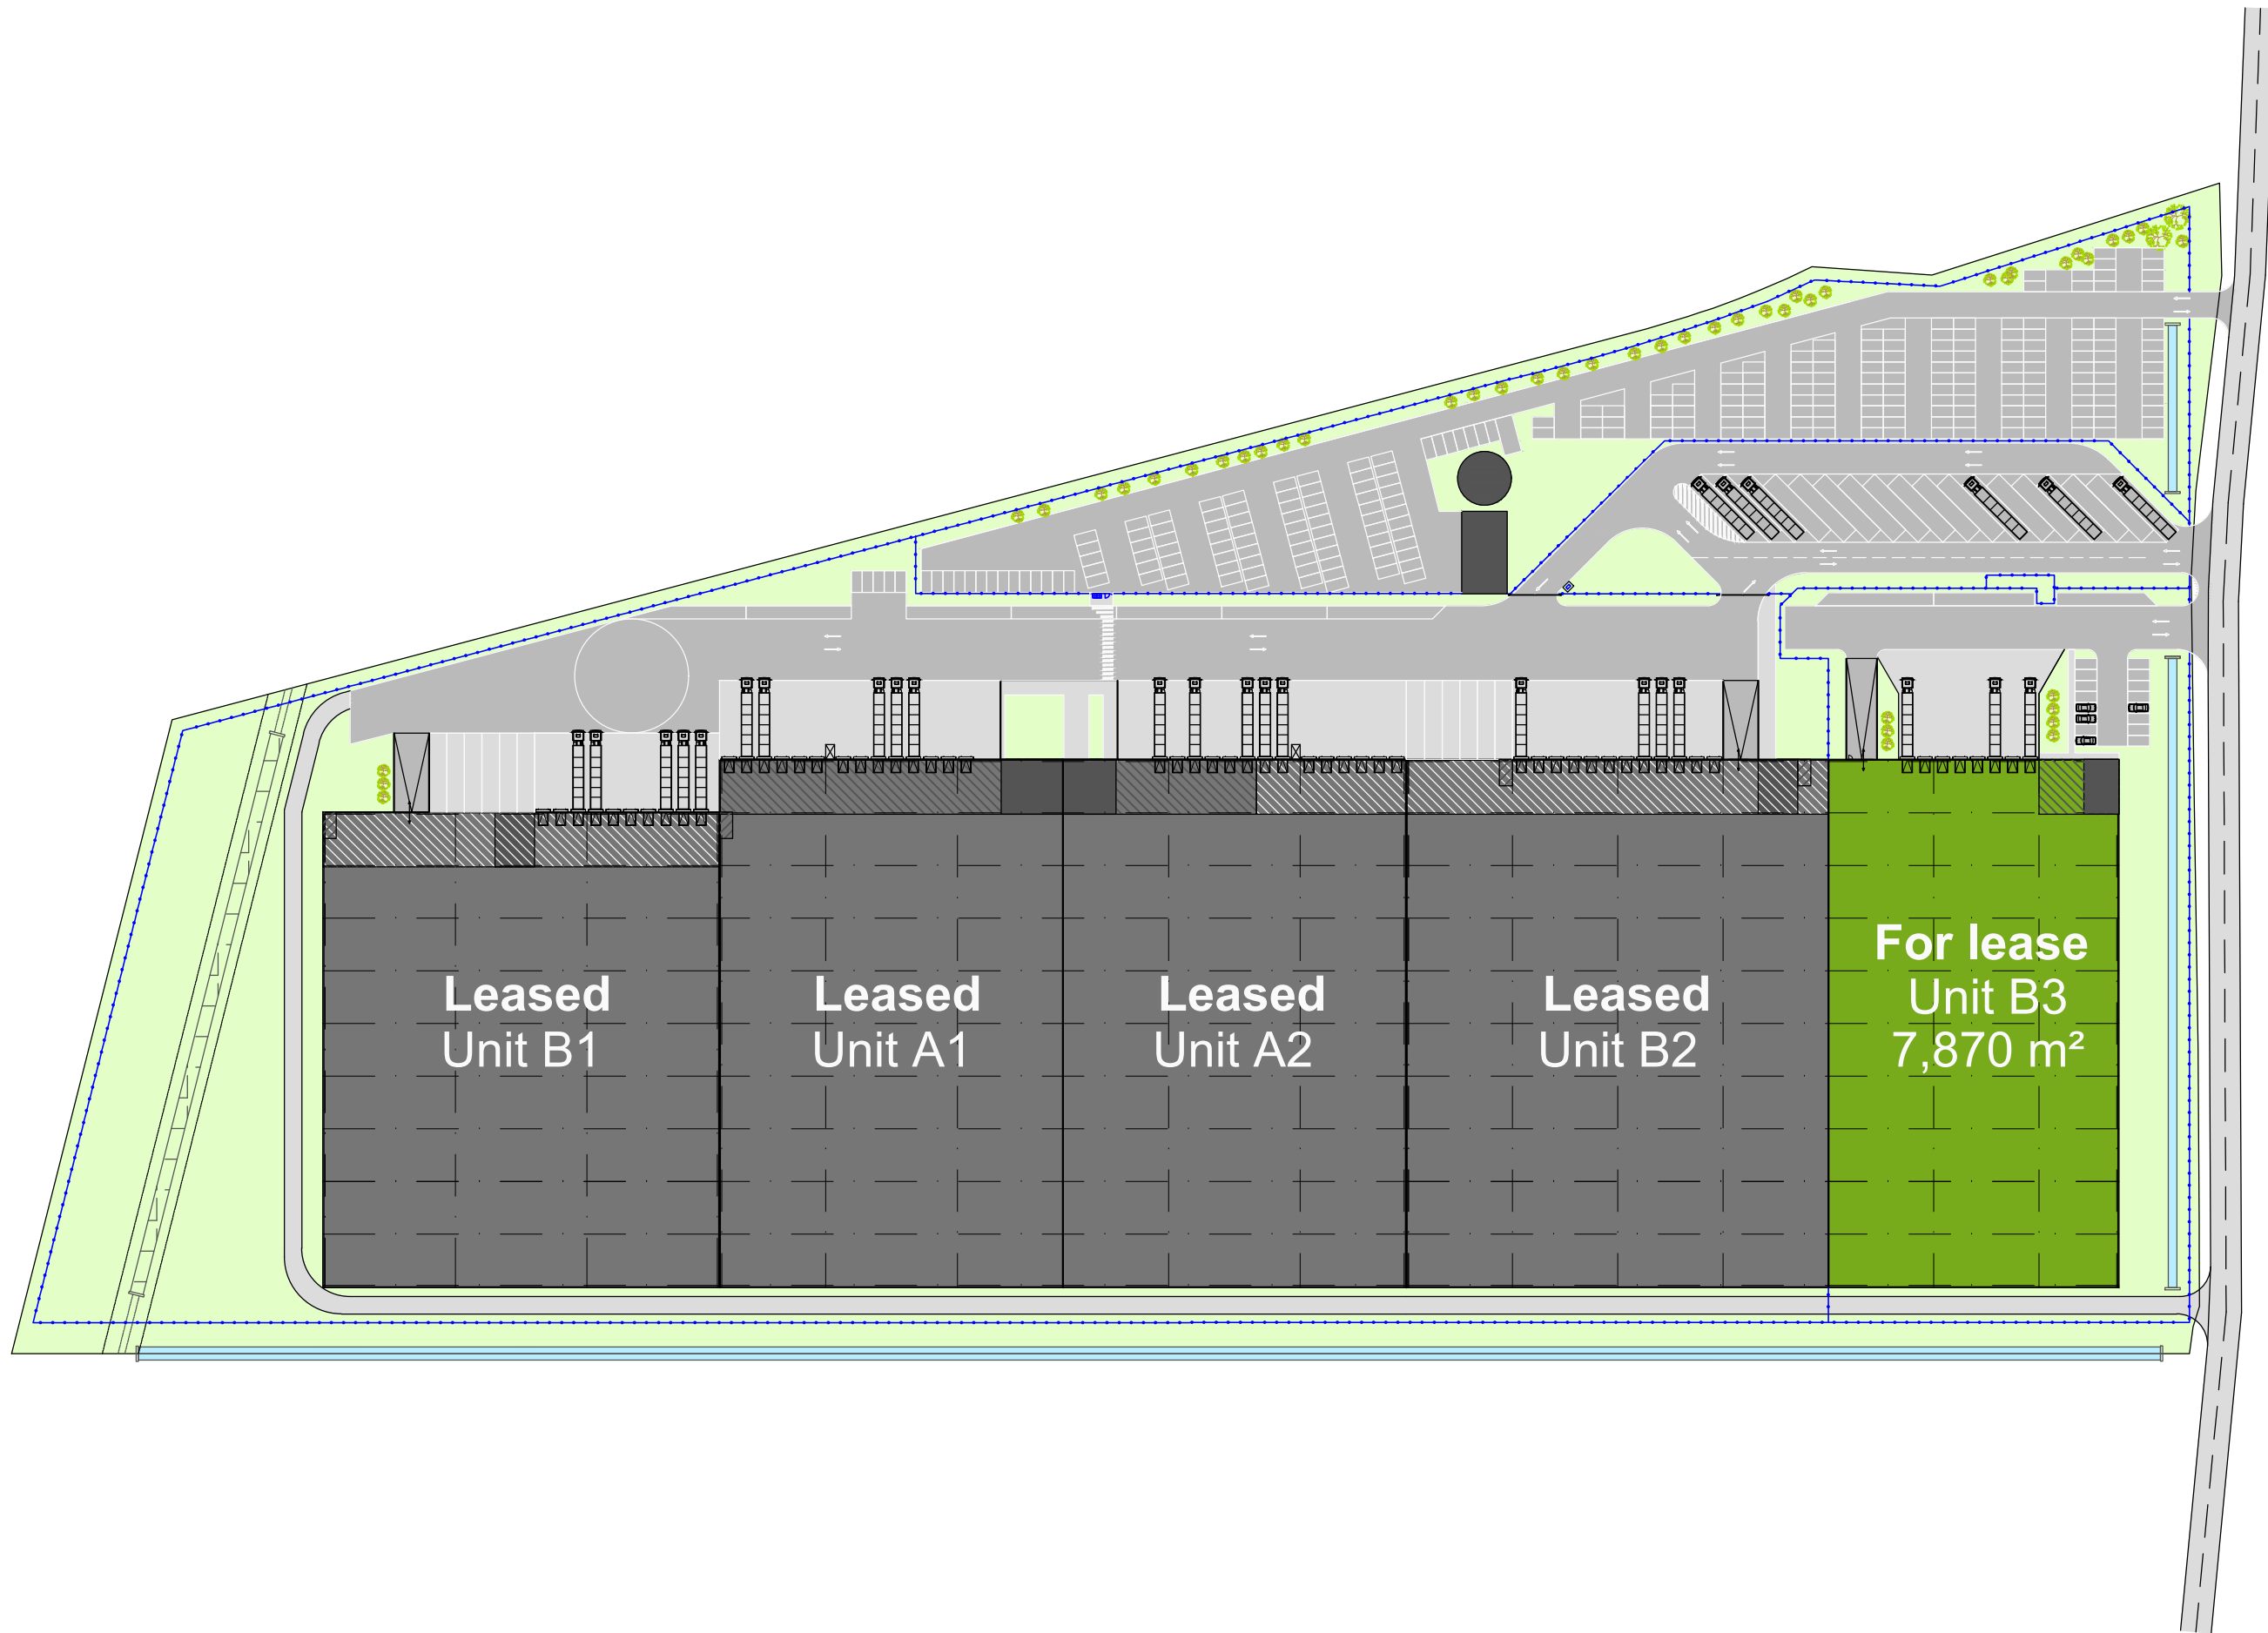 Leased
Unit B1
Leased
Unit A1
Leased
Unit A2
Leased
Unit B2
For lease
Unit B3
7,870 m²